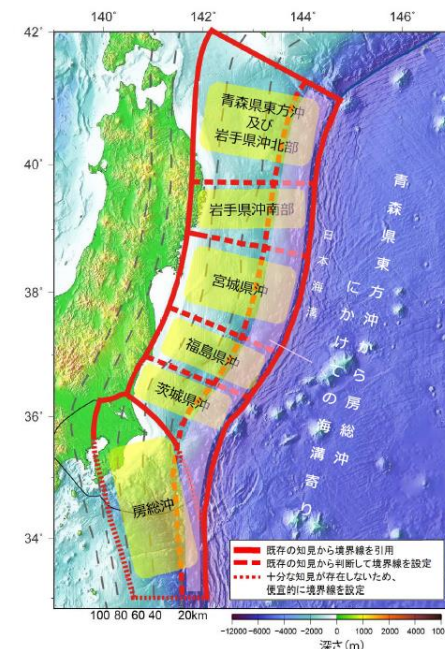 140° 142° 144° 146°
42°
40°
38°
36°
34°
青森県東方沖
及び
岩手県沖北部
岩手県沖南部
宮城県沖
福島県沖
茨城県沖
房総沖
日本海溝
青森県東方沖から房総沖
にかけての海溝寄り
100 80 60 40 20km
既存の知見から境界線を引用
既存の知見から判断して境界線を設定
十分な知見が存在しないため、
便宜的に境界線を設定
-12000 -6000 -4000 -2000 0 1000 2000 4000
深さ(m)